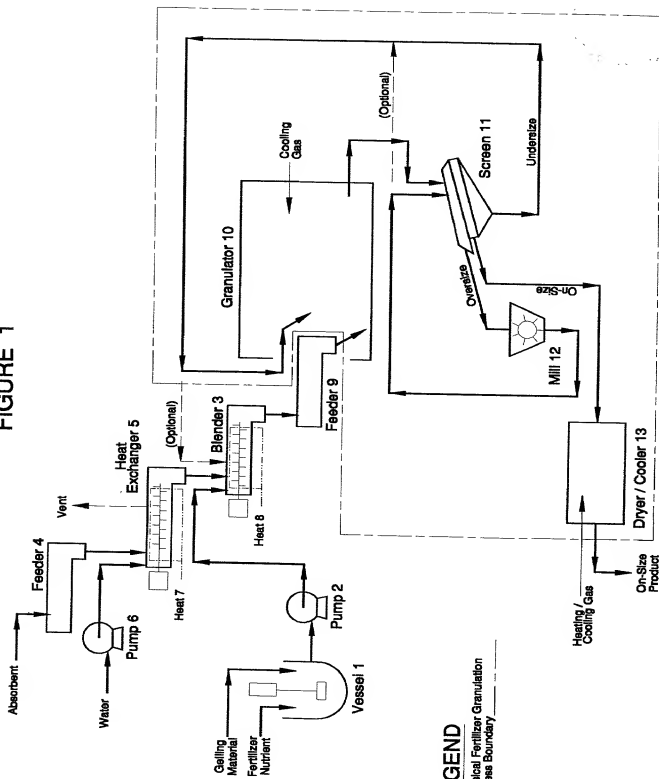 FIGURE 1
Absorbent
Feeder 4
Water
Pump 6
Vent
Heat
Exchanger 5
Heat 7
(Optional)
Blender 3
Heat 8
Feeder 9
Granulator 10
Cooling
Gas
(Optional)
Screen 11
Undersize
Oversize
On-Size
Mill 12
Gelling
Material
Fertilizer
Nutrient
Vessel 1
Pump 2
Heating /
Cooling Gas
Dryer / Cooler 13
On-Size
Product
GEND
ical Fertilizer Granulation
ess Boundary